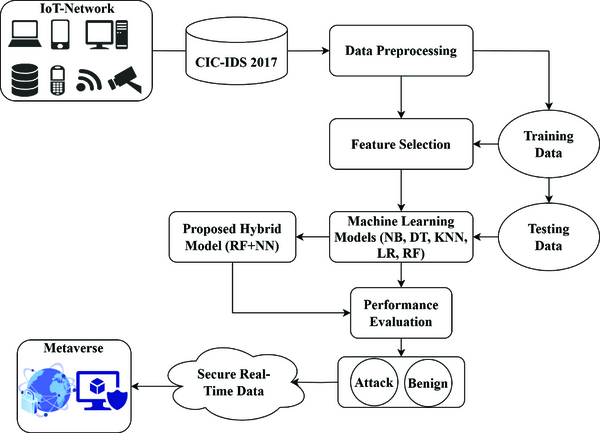 IoT-Network
CIC-IDS 2017
Data Preprocessing
Feature Selection
Training
Data
Proposed Hybrid
Model (RF+NN)
Machine Learning
Models (NB, DT, KNN,
LR, RF)
Testing
Data
Performance
Evaluation
Metaverse
Secure Real-
Time Data
Attack
Benign